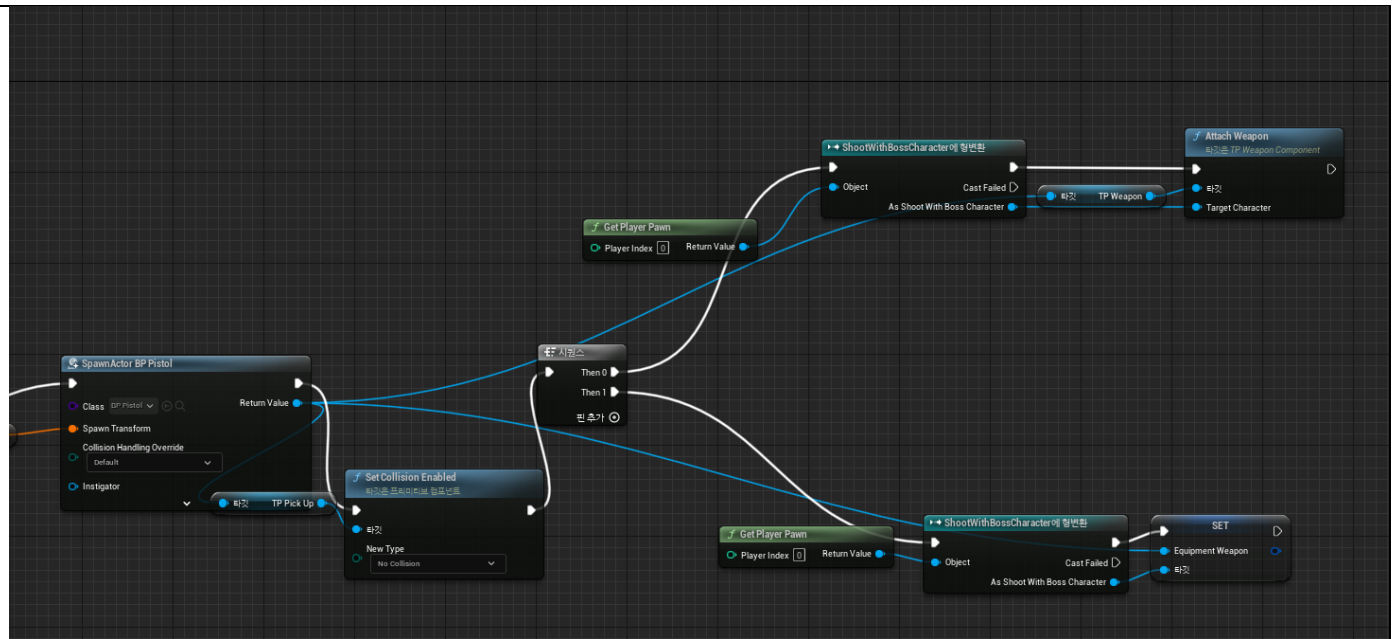 ShootWithBossCharacter에 형변환
Object
Cast Failed
As Shoot With Boss Character
타깃
TP Weapon
Attach Weapon
타깃은 TP Weapon Component
타깃
Target Character
Get Player Pawn
Player Index 0
Return Value
시퀀스
Then 0
Then 1
핀 추가
SpawnActor BP Pistol
Class BP Pistol
Return Value
Spawn Transform
Collision Handling Override
Default
Instigator
타깃
TP Pick Up
Set Collision Enabled
타깃은 프리미티브 컴포넌트
타깃
New Type
No Collision
Get Player Pawn
Player Index 0
Return Value
ShootWithBossCharacter에 형변환
Object
Cast Failed
As Shoot With Boss Character
SET
Equipment Weapon
타깃